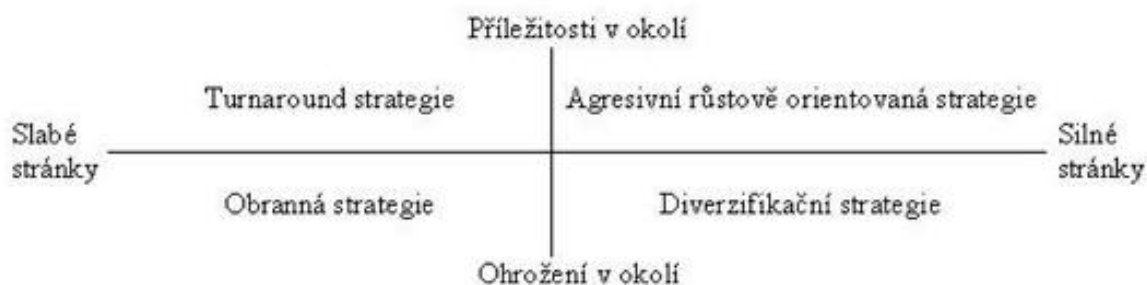 Příležitosti v okolí
Turnaround strategie
Agresivní růstově orientovaná strategie
Slabé
stránky
Silné
stránky
Obranná strategie
Diverzifikační strategie
Ohrožení v okolí